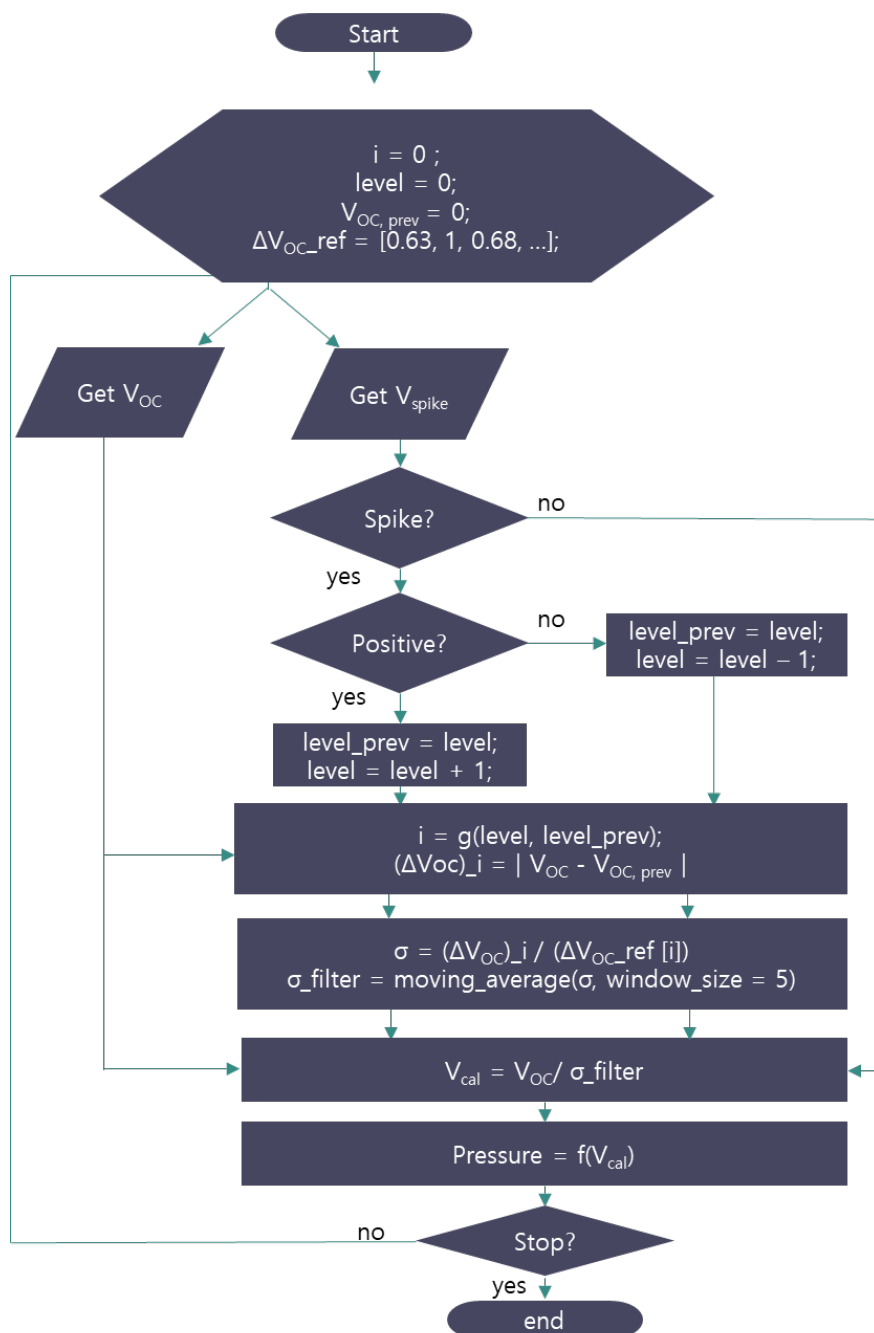 Start
i = 0 ;
level = 0;
V_OC, prev = 0;
ΔV_OC_ref = [0.63, 1, 0.68, ...];
Get V_OC
Get V_spike
Spike?
no
yes
Positive?
no
level_prev = level;
level = level – 1;
yes
level_prev = level;
level = level + 1;
i = g(level, level_prev);
(ΔVoc)_i = | V_OC - V_OC, prev |
σ = (ΔV_OC)_i / (ΔV_OC_ref [i])
σ_filter = moving_average(σ, window_size = 5)
V_cal = V_OC/ σ_filter
Pressure = f(V_cal)
no
Stop?
yes
end